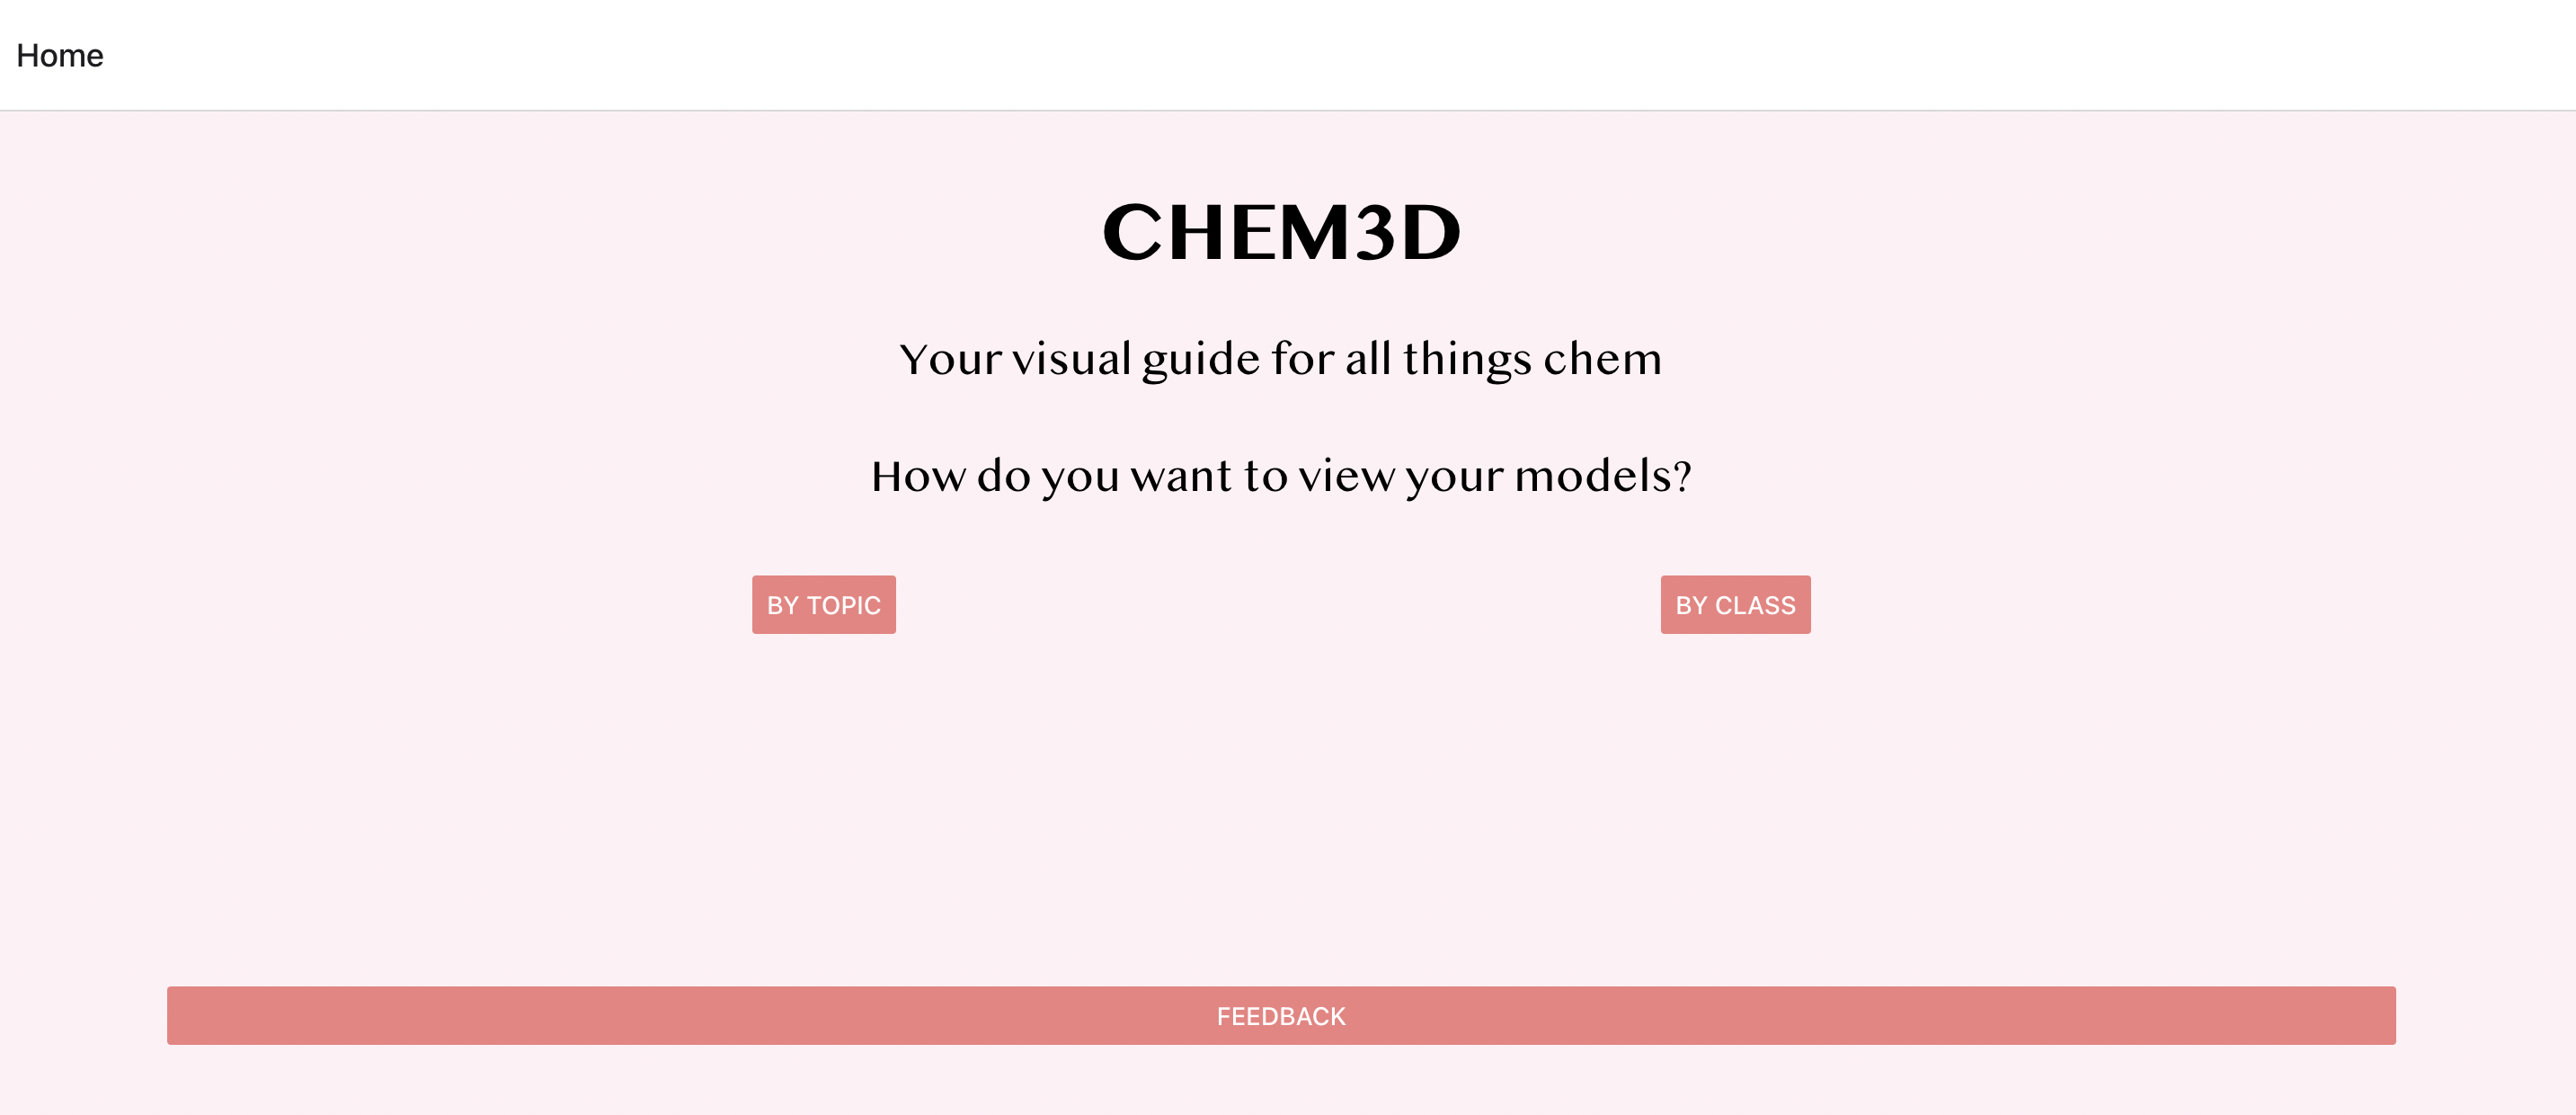 Home
CHEM3D
Your visual guide for all things chem
How do you want to view your models?
BY TOPIC
BY CLASS
FEEDBACK